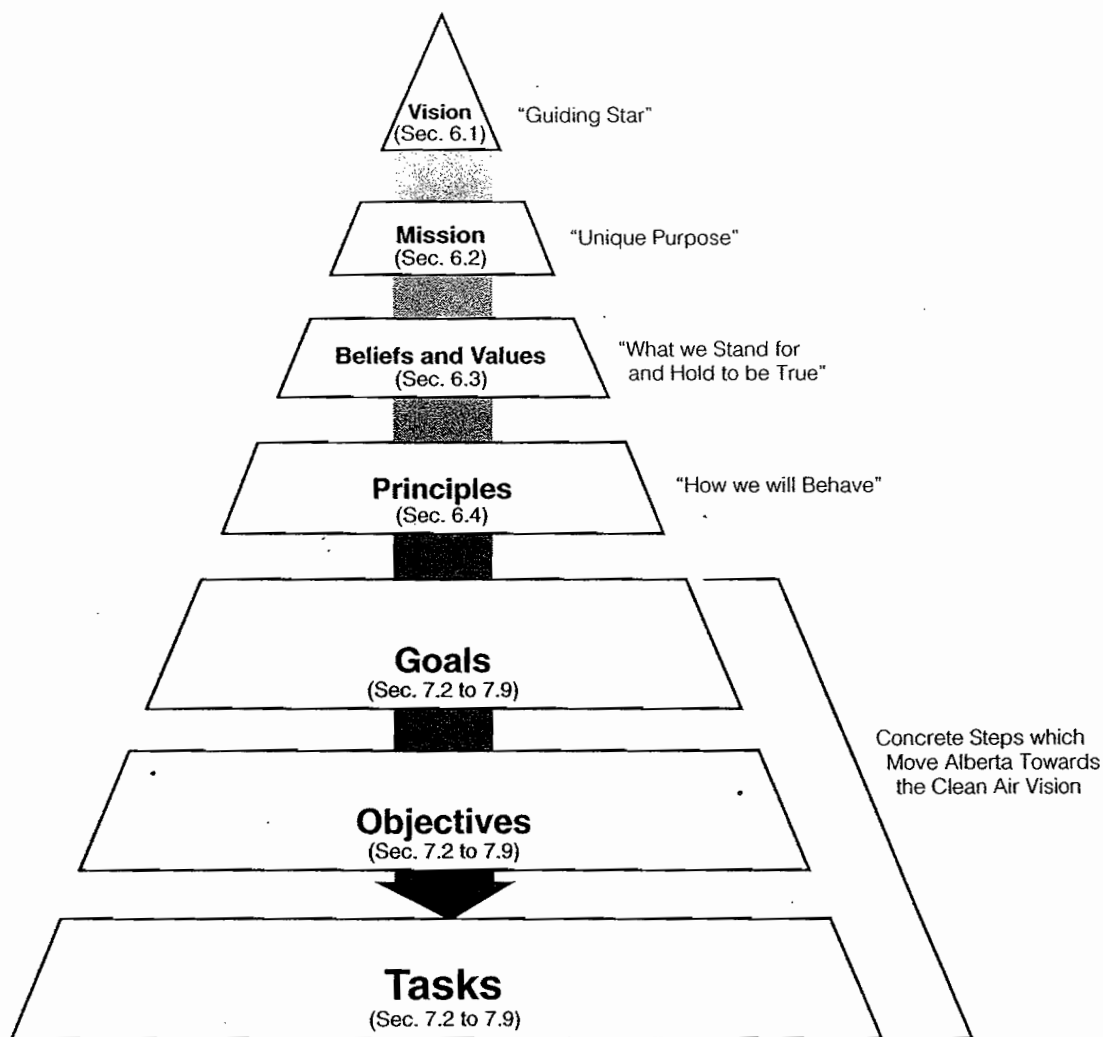 Vision
(Sec. 6.1)
“Guiding Star”
Mission
(Sec. 6.2)
“Unique Purpose”
Beliefs and Values
(Sec. 6.3)
“What we Stand for
and Hold to be True”
Principles
(Sec. 6.4)
“How we will Behave”
Goals
(Sec. 7.2 to 7.9)
Concrete Steps which
Move Alberta Towards
the Clean Air Vision
Objectives
(Sec. 7.2 to 7.9)
Tasks
(Sec. 7.2 to 7.9)